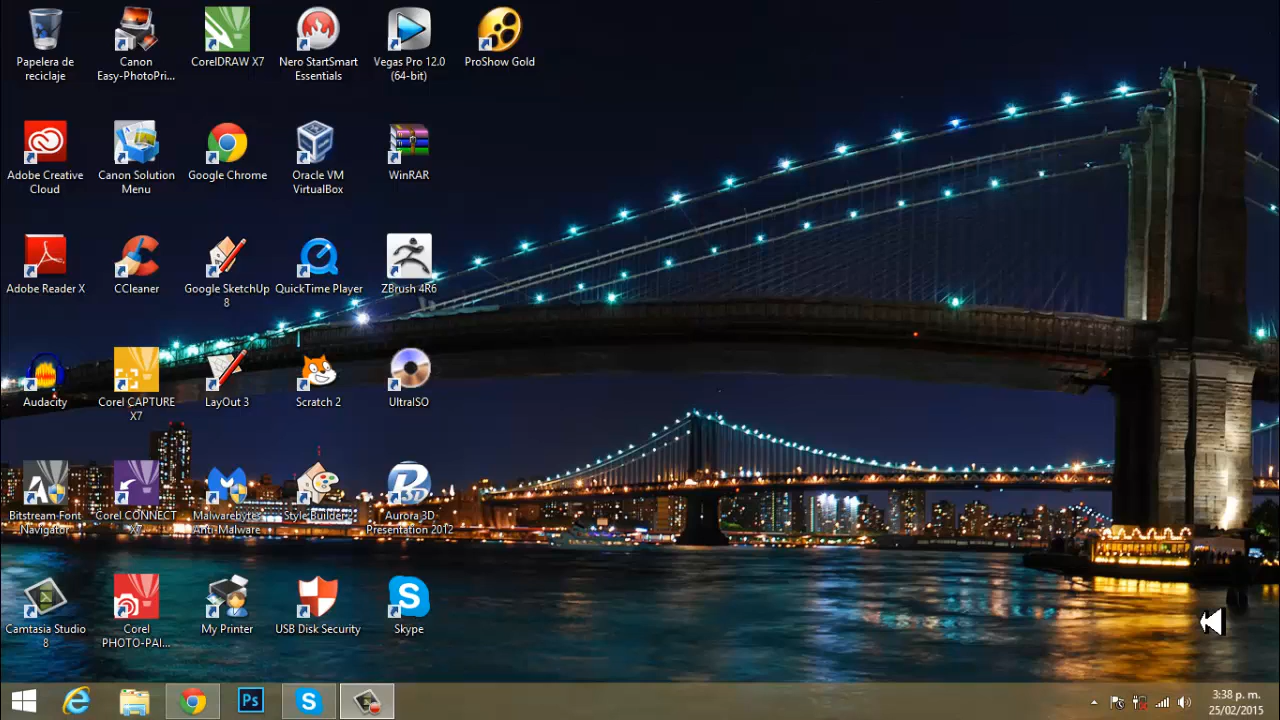 Papelera de
reciclaje
Canon
Easy-PhotoPri...
CorelDRAW X7
Nero StartSmart
Essentials
Vegas Pro 12.0
(64-bit)
ProShow Gold
Adobe Creative
Cloud
Canon Solution
Menu
Google Chrome
Oracle VM
VirtualBox
WinRAR
Adobe Reader X
CCleaner
Google SketchUp
8
QuickTime Player
ZBrush 4R6
Audacity
Corel CAPTURE
X7
LayOut 3
Scratch 2
UltraISO
Bitstream Font
Navigator
Corel CONNECT
X7
Malwarebytes
Anti-Malware
Style Builder 2
Aurora 3D
Presentation 2012
Camtasia Studio
8
Corel
PHOTO-PAI...
My Printer
USB Disk Security
Skype
Ps
3:38 p. m.
25/02/2015